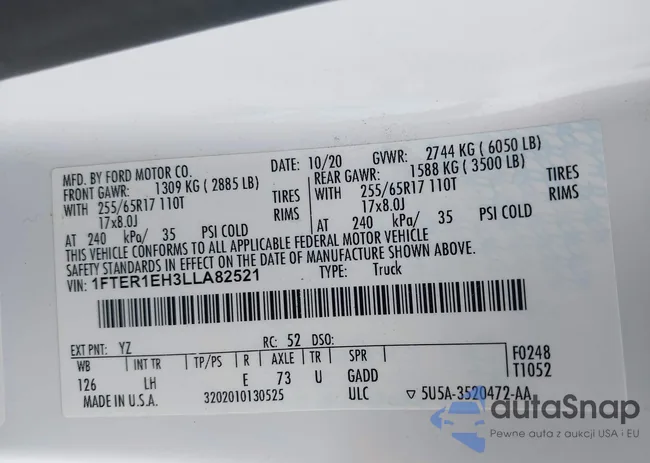 MFD. BY FORD MOTOR CO. DATE: 10/20 GVWR: 2744 KG ( 6050 LB)
FRONT GAWR: 1309 KG ( 2885 LB) REAR GAWR: 1588 KG ( 3500 LB)
WITH 255/65R17 110T TIRES WITH 255/65R17 110T TIRES
17x8.0J RIMS 17x8.0J RIMS
AT 240 kPa/ 35 PSI COLD AT 240 kPa/ 35 PSI COLD
THIS VEHICLE CONFORMS TO ALL APPLICABLE FEDERAL MOTOR VEHICLE
SAFETY STANDARDS IN EFFECT ON THE DATE OF MANUFACTURE SHOWN ABOVE.
VIN: 1FTER1EH3LLA82521 TYPE: Truck
EXT PNT: YZ RC: 52 DSO:
WB INT TR TP/PS R AXLE TR SPR F0248
126 LH E 73 U GADD T1052
MADE IN U.S.A. 3202010130525 ULC ▽ 5U5A-3520472-AA
autoSnap
Pewne auta z aukcji USA i EU